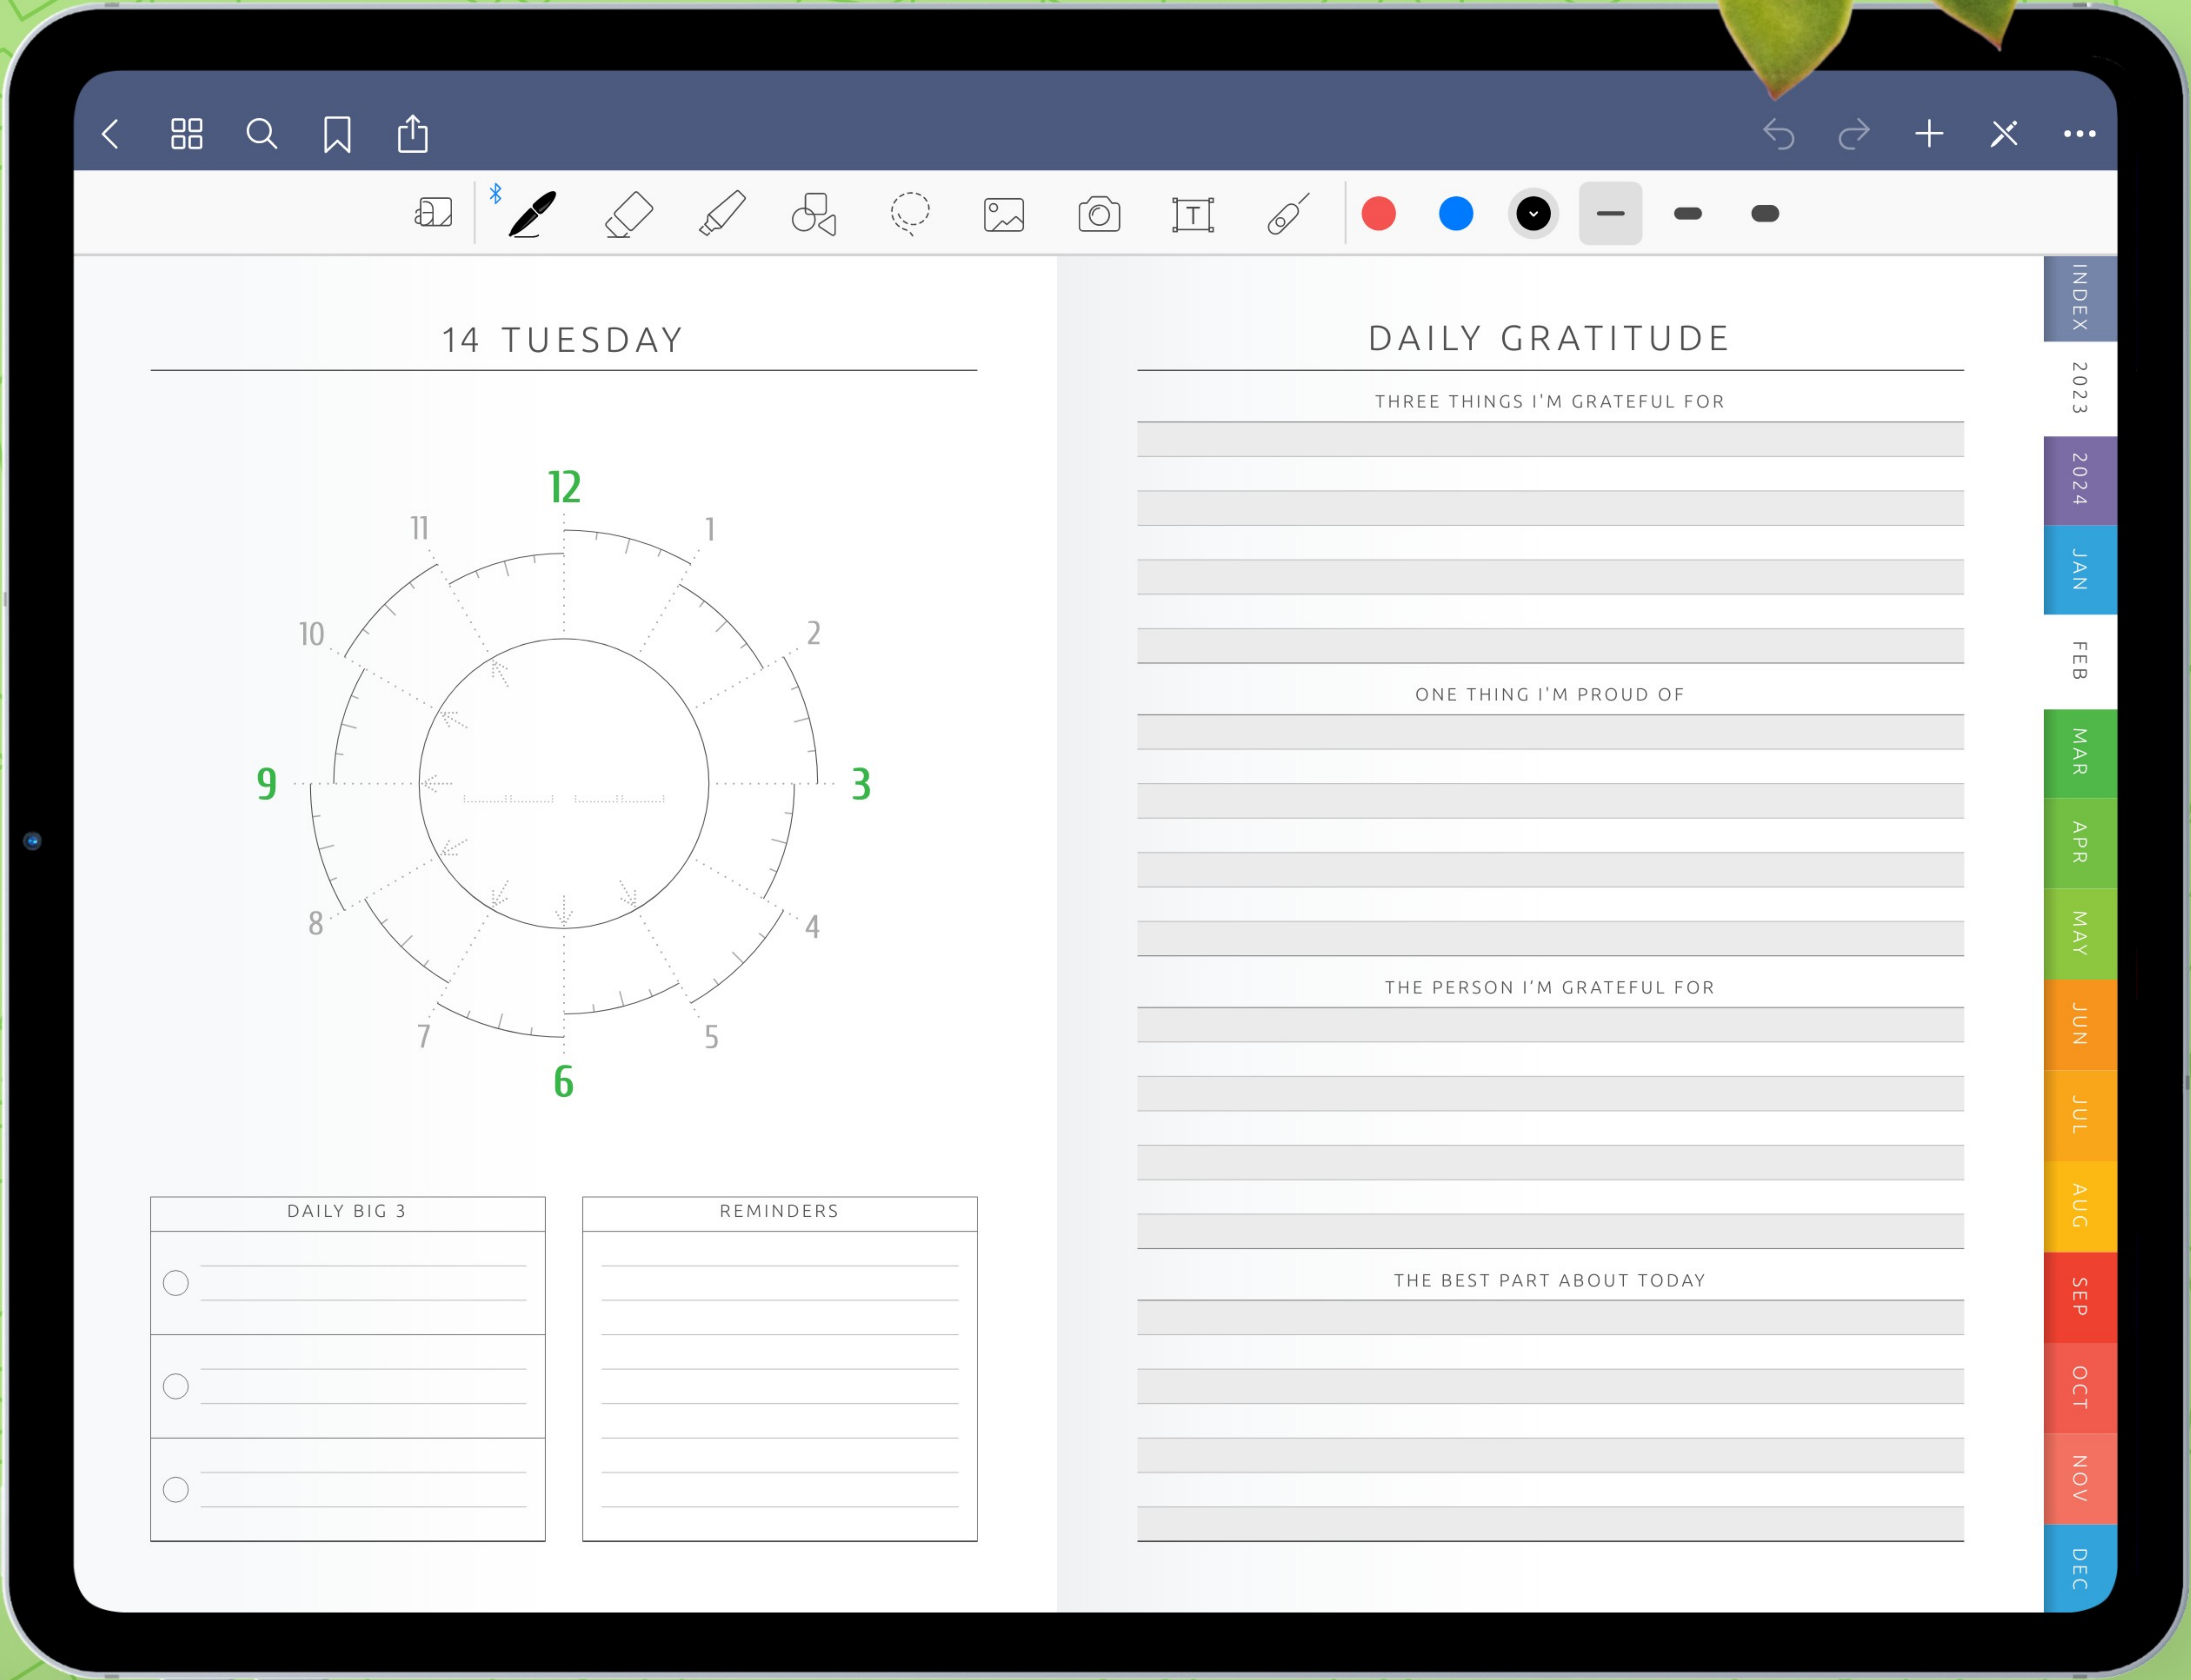 T
14 TUESDAY
12
11
1
10
2
9
3
8
4
7
5
6
DAILY BIG 3
REMINDERS
DAILY GRATITUDE
THREE THINGS I'M GRATEFUL FOR
ONE THING I'M PROUD OF
THE PERSON I'M GRATEFUL FOR
THE BEST PART ABOUT TODAY
INDEX
2023
2024
JAN
FEB
MAR
APR
MAY
JUN
JUL
AUG
SEP
OCT
NOV
DEC